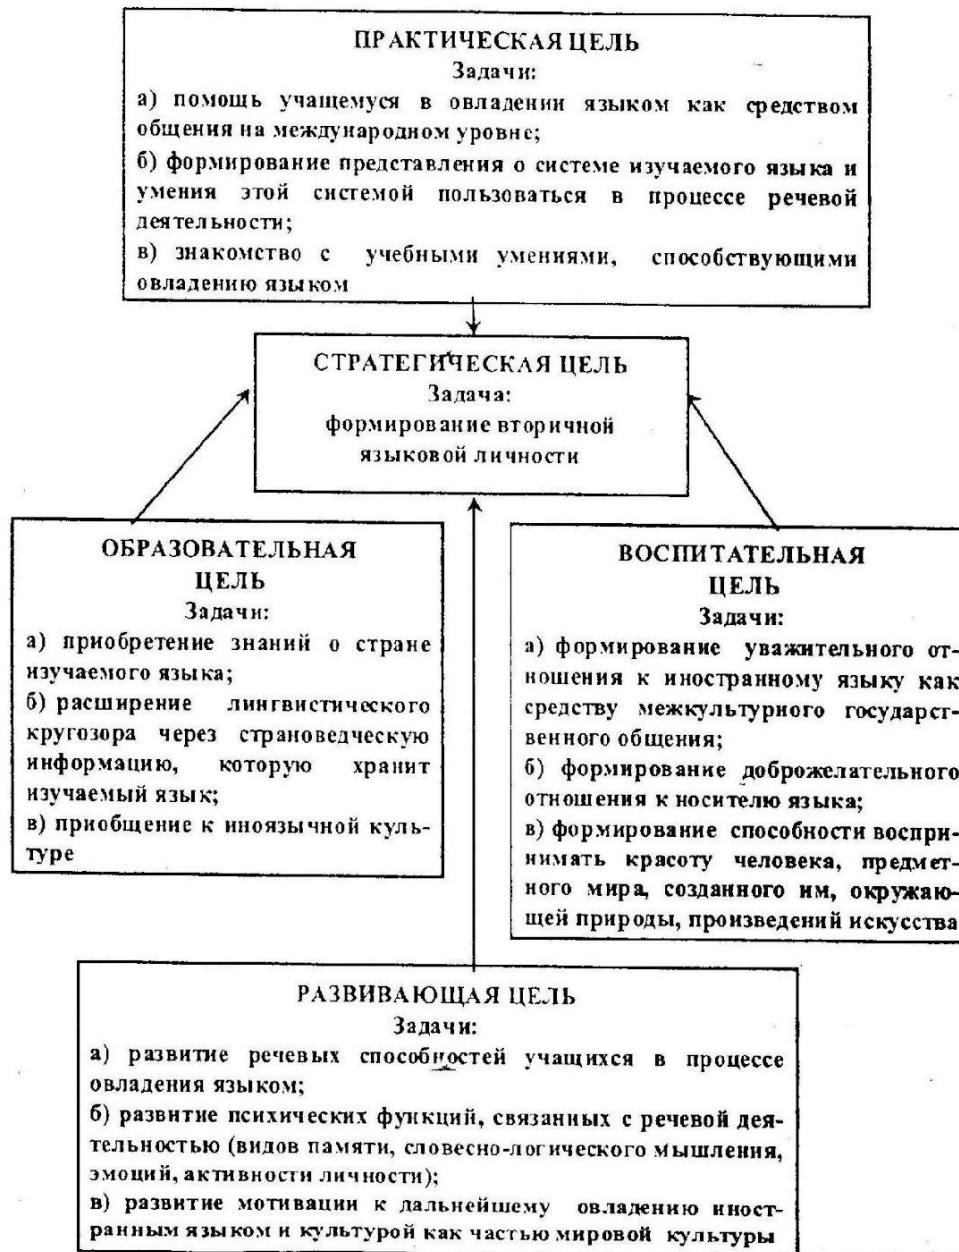 ПРАКТИЧЕСКАЯ ЦЕЛЬ
Задачи:
а) помощь учащемуся в овладении языком как средством
общения на международном уровне;
б) формирование представления о системе изучаемого языка и
умения этой системой пользоваться в процессе речевой
деятельности;
в) знакомство с учебными умениями, способствующими
овладению языком
СТРАТЕГИЧЕСКАЯ ЦЕЛЬ
Задача:
формирование вторичной
языковой личности
ОБРАЗОВАТЕЛЬНАЯ
ЦЕЛЬ
Задачи:
а) приобретение знаний о стране
изучаемого языка;
б) расширение лингвистического
кругозора через страноведческую
информацию, которую хранит
изучаемый язык;
в) приобщение к иноязычной куль-
туре
ВОСПИТАТЕЛЬНАЯ
ЦЕЛЬ
Задачи:
а) формирование уважительного от-
ношения к иностранному языку как
средству межкультурного государст-
венного общения;
б) формирование доброжелательного
отношения к носителю языка;
в) формирование способности воспри-
нимать красоту человека, предмет-
ного мира, созданного им, окружаю-
щей природы, произведений искусства
РАЗВИВАЮЩАЯ ЦЕЛЬ
Задачи:
а) развитие речевых способностей учащихся в процессе
овладения языком;
б) развитие психических функций, связанных с речевой дея-
тельностью (видов памяти, словесно-логического мышления,
эмоций, активности личности);
в) развитие мотивации к дальнейшему овладению иност-
ранным языком и культурой как частью мировой культуры